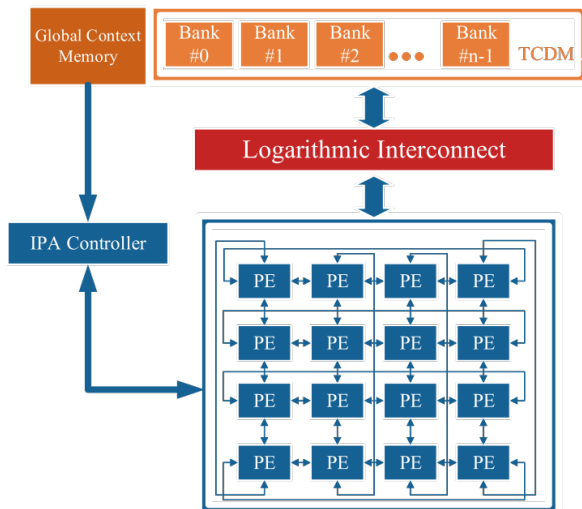 Global Context
Memory
Bank
#0
Bank
#1
Bank
#2
Bank
#n-1
TCDM
Logarithmic Interconnect
IPA Controller
PE PE PE PE
PE PE PE PE
PE PE PE PE
PE PE PE PE